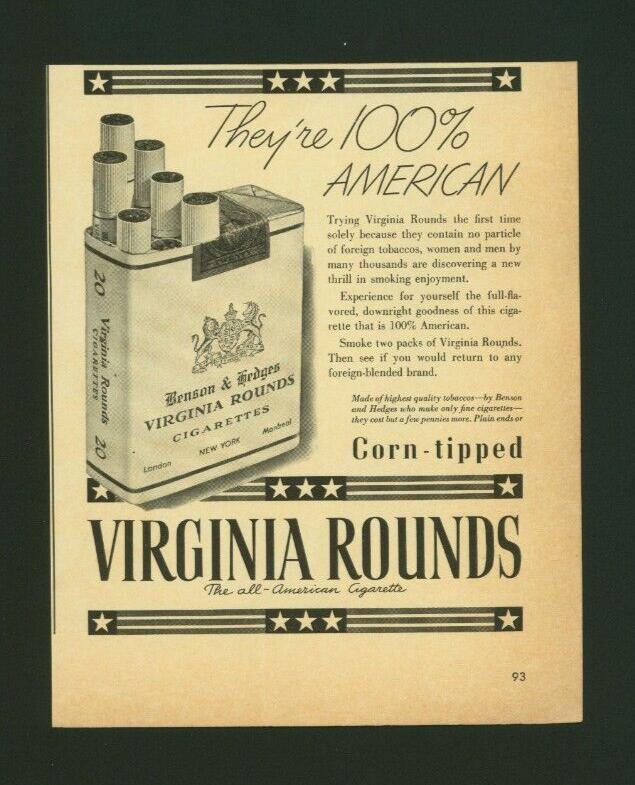 They're 100%
AMERICAN
Trying Virginia Rounds the first time
solely because they contain no particle
of foreign tobaccos, women and men by
many thousands are discovering a new
thrill in smoking enjoyment.
Experience for yourself the full-fla-
vored, downright goodness of this ciga-
rette that is 100% American.
Smoke two packs of Virginia Rounds.
Then see if you would return to any
foreign-blended brand.
Made of highest quality tobaccos—by Benson
and Hedges who make only fine cigarettes—
they cost but a few pennies more. Plain ends or
Corn-tipped
20 Virginia Rounds 20
CIGARETTES
Benson & Hedges
VIRGINIA ROUNDS
CIGARETTES
London NEW YORK Montreal
VIRGINIA ROUNDS
The all-American Cigarette
93